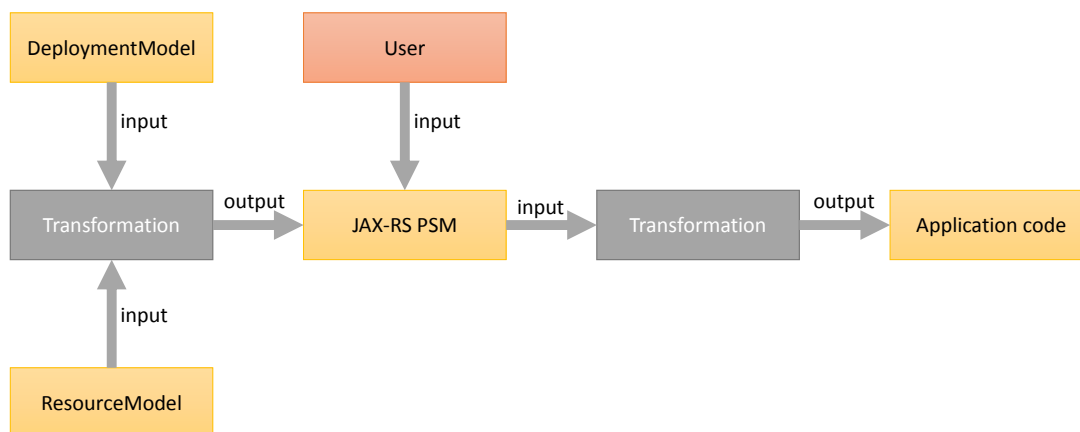 DeploymentModel
User
input
input
Transformation
output
JAX-RS PSM
input
Transformation
output
Application code
input
ResourceModel